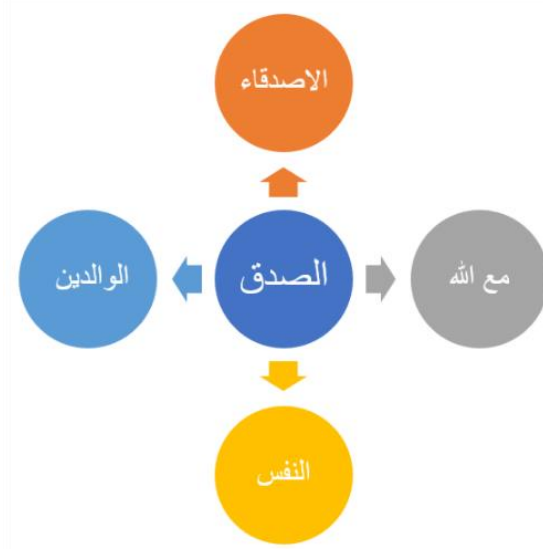 الاصدقاء
مع الله
الصدق
الوالدين
النفس